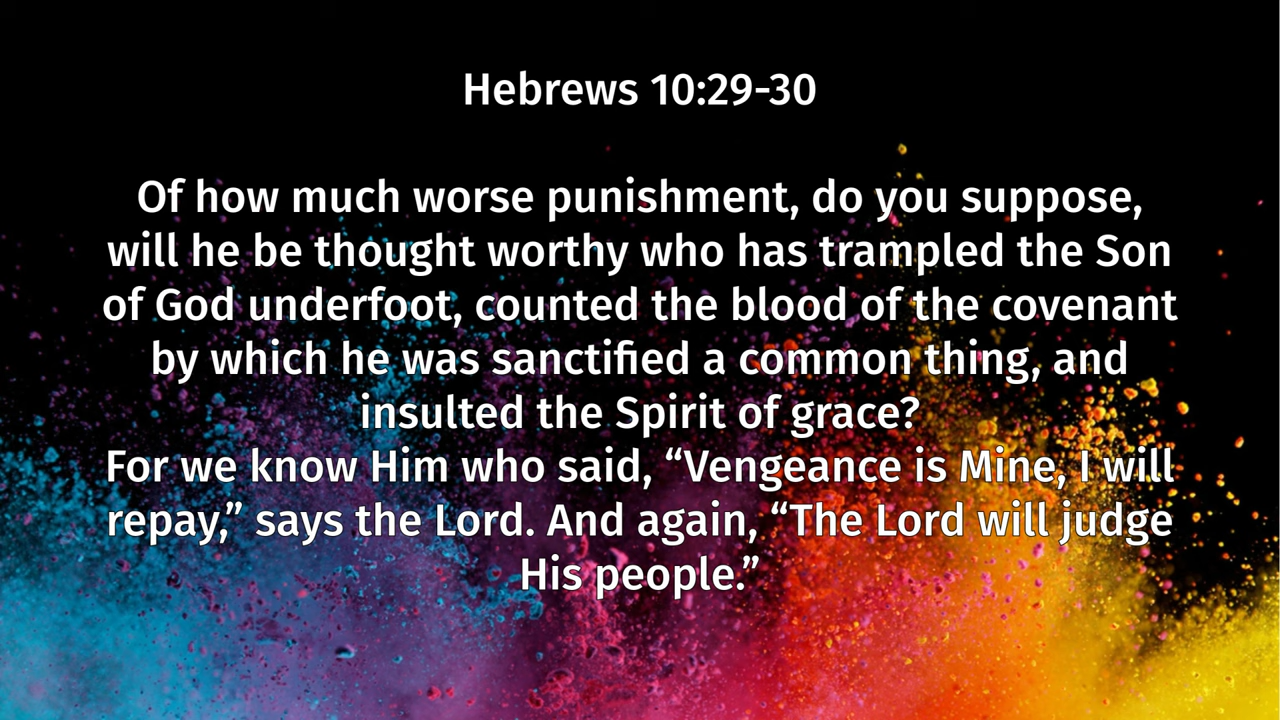 Hebrews 10:29-30
Of how much worse punishment, do you suppose,
will he be thought worthy who has trampled the Son
of God underfoot, counted the blood of the covenant
by which he was sanctified a common thing, and
insulted the Spirit of grace?
For we know Him who said, “Vengeance is Mine, I will
repay,” says the Lord. And again, “The Lord will judge
His people.”